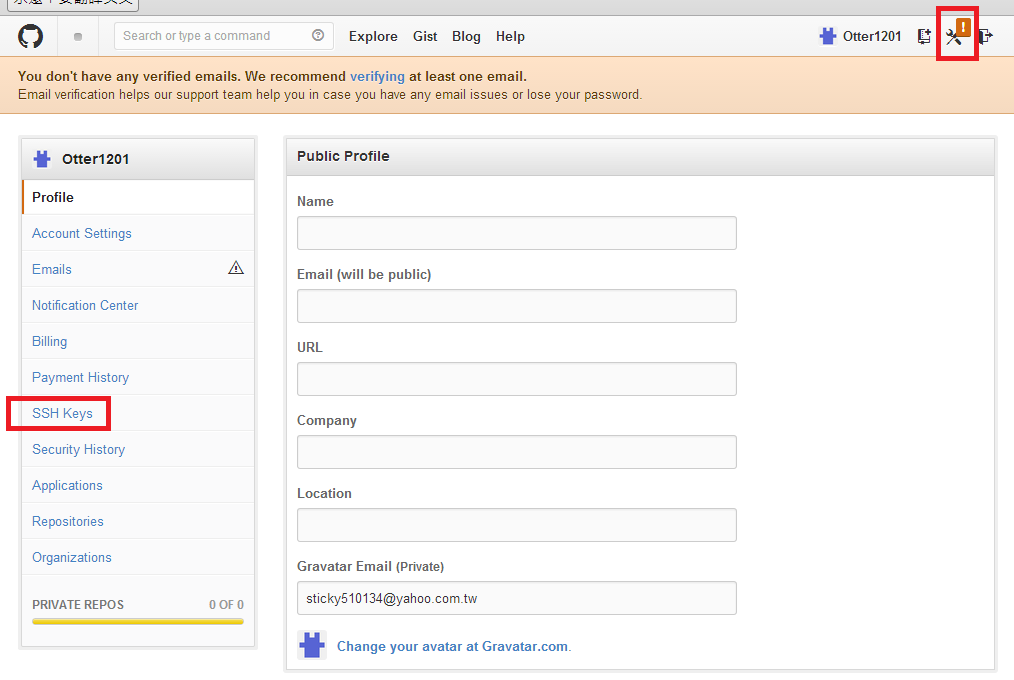 Search or type a command
Explore Gist Blog Help
Otter1201
You don't have any verified emails. We recommend verifying at least one email.
Email verification helps our support team help you in case you have any email issues or lose your password.
Otter1201
Profile
Account Settings
Emails
Notification Center
Billing
Payment History
SSH Keys
Security History
Applications
Repositories
Organizations
PRIVATE REPOS 0 OF 0
Public Profile
Name
Email (will be public)
URL
Company
Location
Gravatar Email (Private)
sticky510134@yahoo.com.tw
Change your avatar at Gravatar.com.